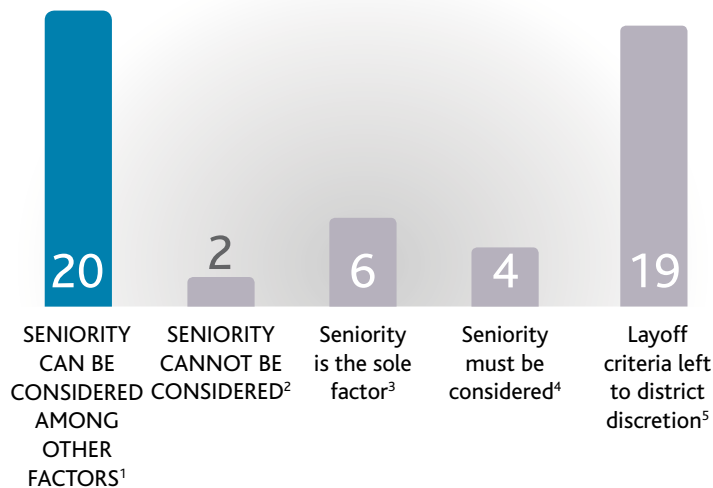 20
2
6
4
19
SENIORITY
CAN BE
CONSIDERED
AMONG
OTHER
FACTORS¹
SENIORITY
CANNOT BE
CONSIDERED²
Seniority
is the sole
factor³
Seniority
must be
considered⁴
Layoff
criteria left
to district
discretion⁵